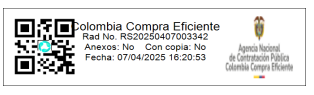 Colombia Compra Eficiente
Rad No. RS20250407003342
Anexos: No Con copia: No
Fecha: 07/04/2025 16:20:53
Agencia Nacional
de Contratación Pública
Colombia Compra Eficiente